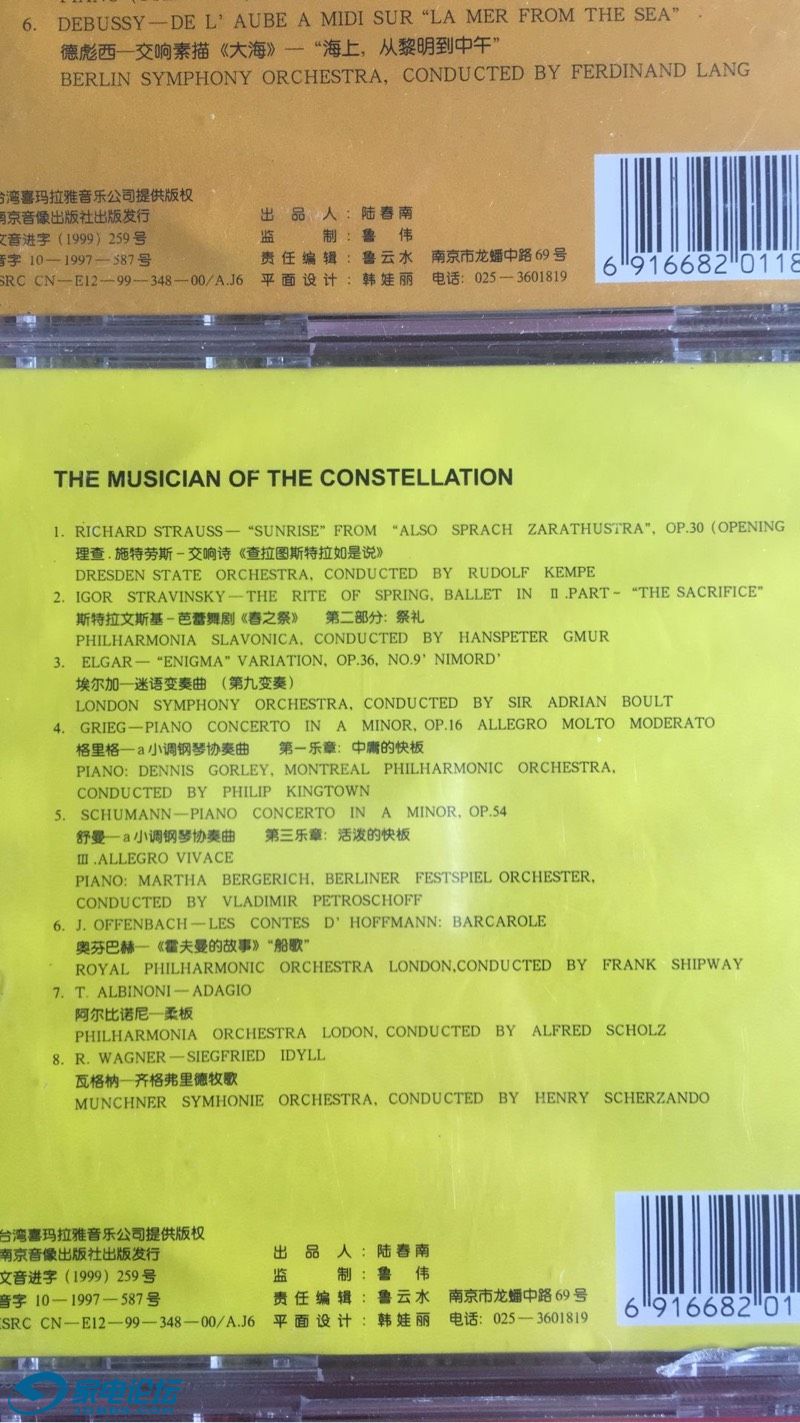 6. DEBUSSY—DE L' AUBE A MIDI SUR “LA MER FROM THE SEA”
德彪西—交响素描《大海》—“海上，从黎明到中午”
BERLIN SYMPHONY ORCHESTRA, CONDUCTED BY FERDINAND LANG
台湾喜玛拉雅音乐公司提供版权
南京音像出版社出版发行
文音进字（1999）259号
音字 10—1997—587号
ISRC CN—E12—99—348—00/A.J6
出品人：陆春南
监制：鲁伟
责任编辑：鲁云水 南京市龙蟠中路69号
平面设计：韩娃丽 电话：025—3601819
6 916682 0118
THE MUSICIAN OF THE CONSTELLATION
1. RICHARD STRAUSS— “SUNRISE” FROM “ALSO SPRACH ZARATHUSTRA”, OP.30 (OPENING
理查.施特劳斯－交响诗《查拉图斯特拉如是说》
DRESDEN STATE ORCHESTRA, CONDUCTED BY RUDOLF KEMPE
2. IGOR STRAVINSKY—THE RITE OF SPRING, BALLET IN Ⅱ.PART- “THE SACRIFICE”
斯特拉文斯基－芭蕾舞剧《春之祭》 第二部分：祭礼
PHILHARMONIA SLAVONICA, CONDUCTED BY HANSPETER GMUR
3. ELGAR— “ENIGMA” VARIATION, OP.36, NO.9' NIMORD'
埃尔加—迷语变奏曲 （第九变奏）
LONDON SYMPHONY ORCHESTRA, CONDUCTED BY SIR ADRIAN BOULT
4. GRIEG—PIANO CONCERTO IN A MINOR, OP.16 ALLEGRO MOLTO MODERATO
格里格—a小调钢琴协奏曲 第一乐章：中庸的快板
PIANO: DENNIS GORLEY, MONTREAL PHILHARMONIC ORCHESTRA,
CONDUCTED BY PHILIP KINGTOWN
5. SCHUMANN—PIANO CONCERTO IN A MINOR, OP.54
舒曼—a小调钢琴协奏曲 第三乐章：活泼的快板
Ⅲ.ALLEGRO VIVACE
PIANO: MARTHA BERGERICH, BERLINER FESTSPIEL ORCHESTER,
CONDUCTED BY VLADIMIR PETROSCHOFF
6. J. OFFENBACH—LES CONTES D' HOFFMANN: BARCAROLE
奥芬巴赫—《霍夫曼的故事》“船歌”
ROYAL PHILHARMONIC ORCHESTRA LONDON,CONDUCTED BY FRANK SHIPWAY
7. T. ALBINONI—ADAGIO
阿尔比诺尼—柔板
PHILHARMONIA ORCHESTRA LODON, CONDUCTED BY ALFRED SCHOLZ
8. R. WAGNER—SIEGFRIED IDYLL
瓦格枘—齐格弗里德牧歌
MUNCHNER SYMHONIE ORCHESTRA, CONDUCTED BY HENRY SCHERZANDO
台湾喜玛拉雅音乐公司提供版权
南京音像出版社出版发行
文音进字（1999）259号
音字 10—1997—587号
ISRC CN—E12—99—348—00/A.J6
出品人：陆春南
监制：鲁伟
责任编辑：鲁云水 南京市龙蟠中路69号
平面设计：韩娃丽 电话：025—3601819
6 916682 01
家电论坛